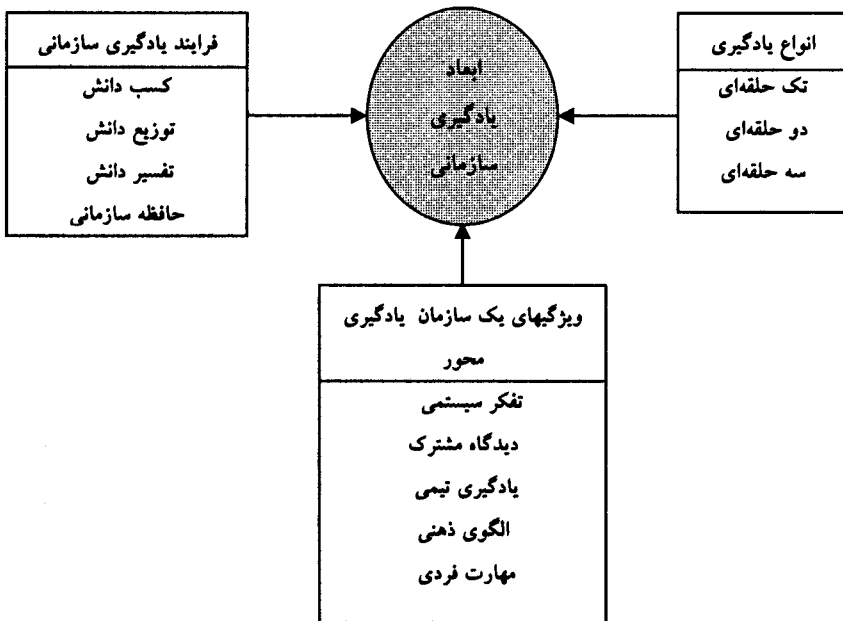 انواع یادگیری
تک حلقه‌ای
دو حلقه‌ای
سه حلقه‌ای
ابعاد
یادگیری
سازمانی
فرایند یادگیری سازمانی
کسب دانش
توزیع دانش
تفسیر دانش
حافظه سازمانی
ویژگیهای یک سازمان یادگیری
محور
تفکر سیستمی
دیدگاه مشترک
یادگیری تیمی
الگوی ذهنی
مهارت فردی